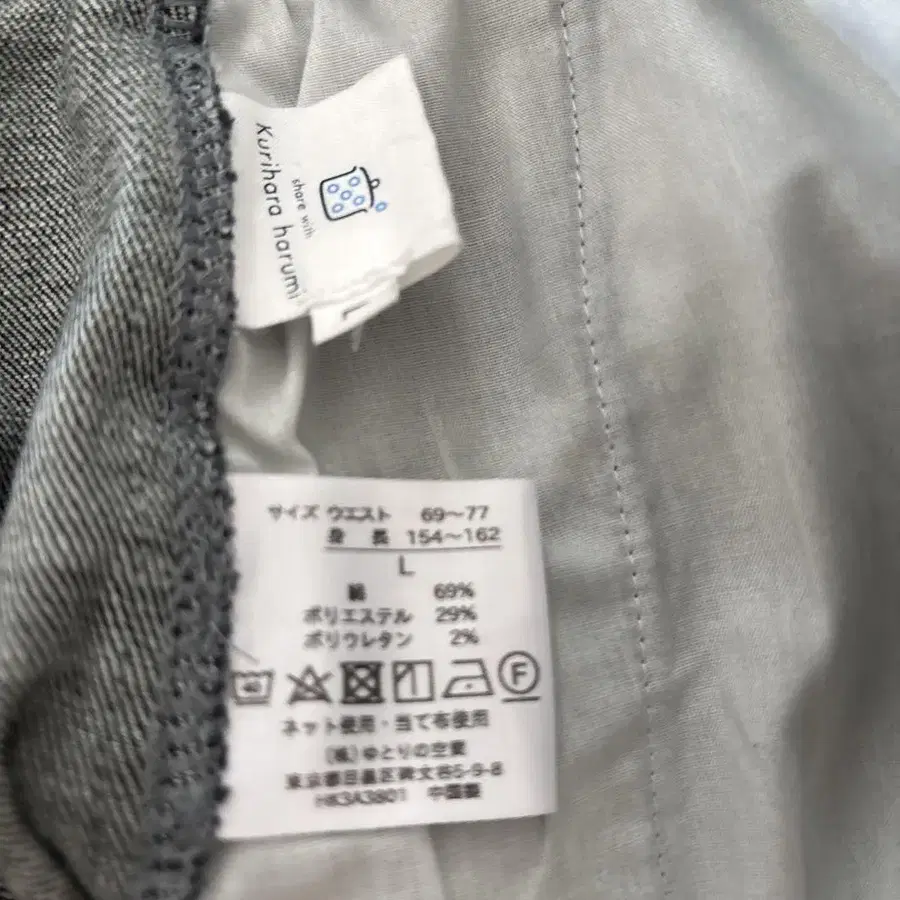 share with
Kurihara harumi
L
サイズ ウエスト 69〜77
身長 154〜162
L
綿 69%
ポリエステル 29%
ポリウレタン 2%
40
F
ネット使用・当て布使用
(株)ゆとりの空間
東京都目黒区碑文谷5-9-8
HK3A3801 中国製